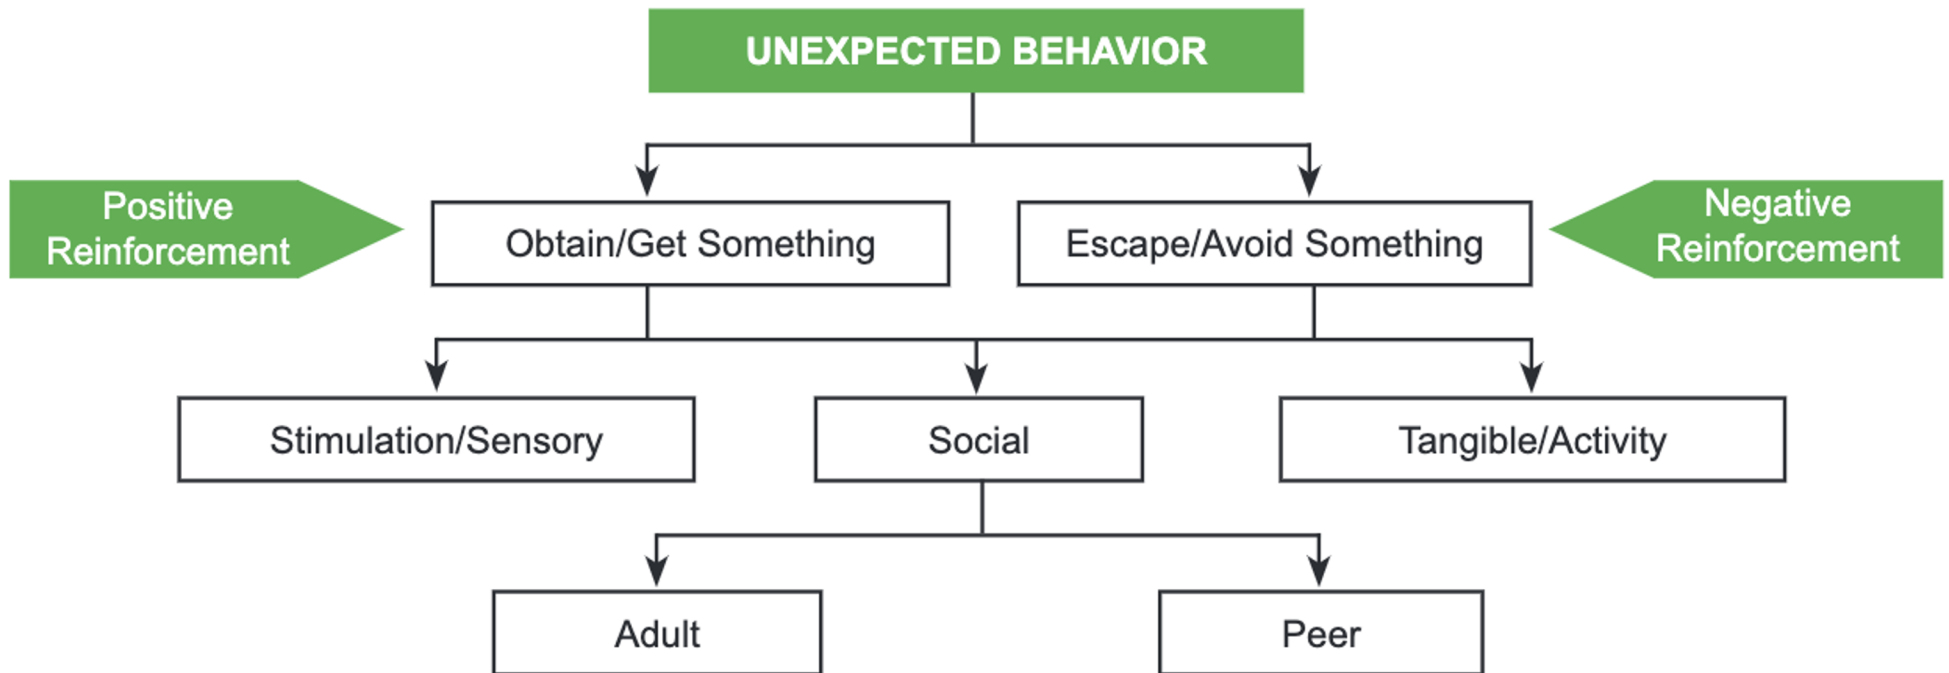 UNEXPECTED BEHAVIOR
Positive
Reinforcement
Obtain/Get Something
Escape/Avoid Something
Negative
Reinforcement
Stimulation/Sensory
Social
Tangible/Activity
Adult
Peer